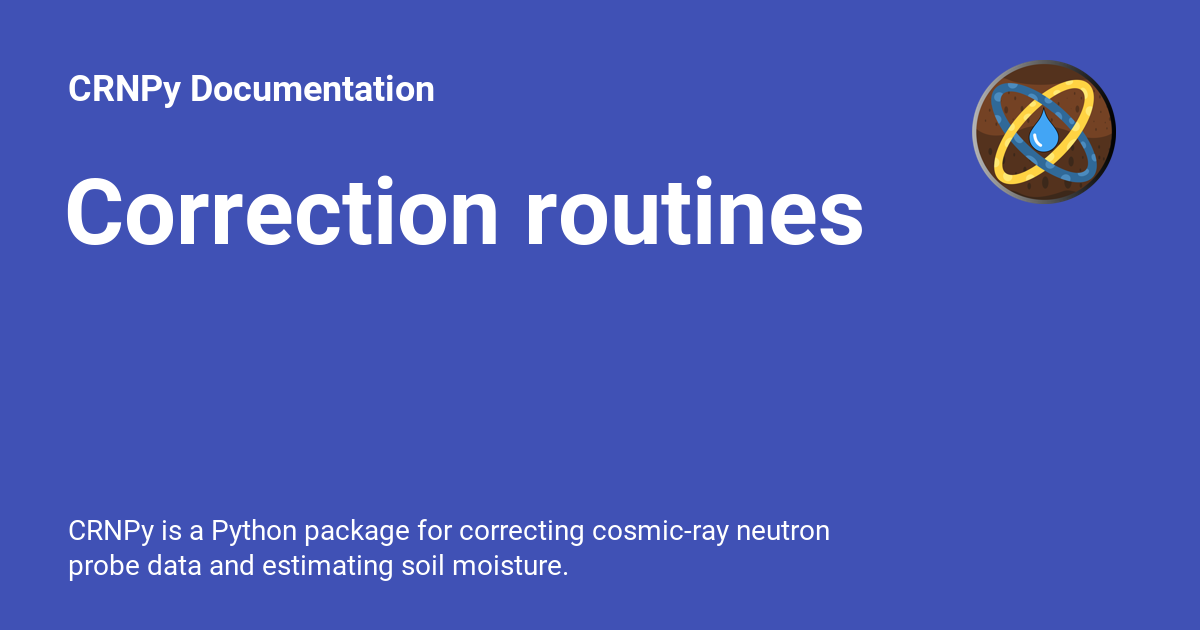 CRNPy Documentation
Correction routines
CRNPy is a Python package for correcting cosmic-ray neutron
probe data and estimating soil moisture.